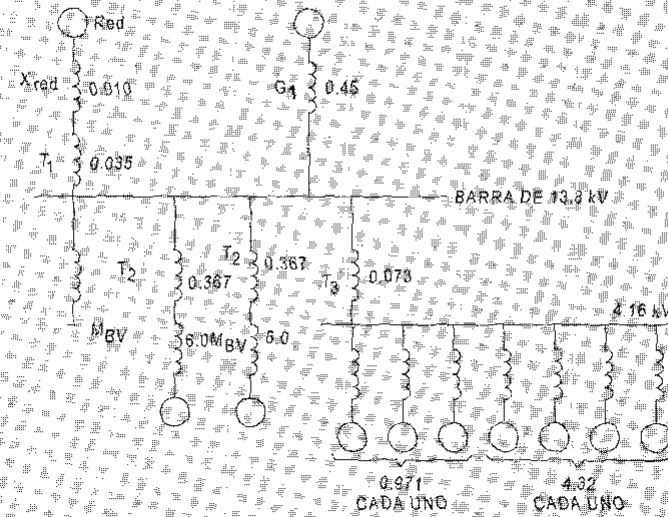 Red
Xred 0.010
G1 0.45
T1 0.035
BARRA DE 13.8 kV
T2 0.367
T2 0.367
T3 0.073
4.16 kV
MBV
6.0
MBV 6.0
0.971
CADA UNO
4.32
CADA UNO